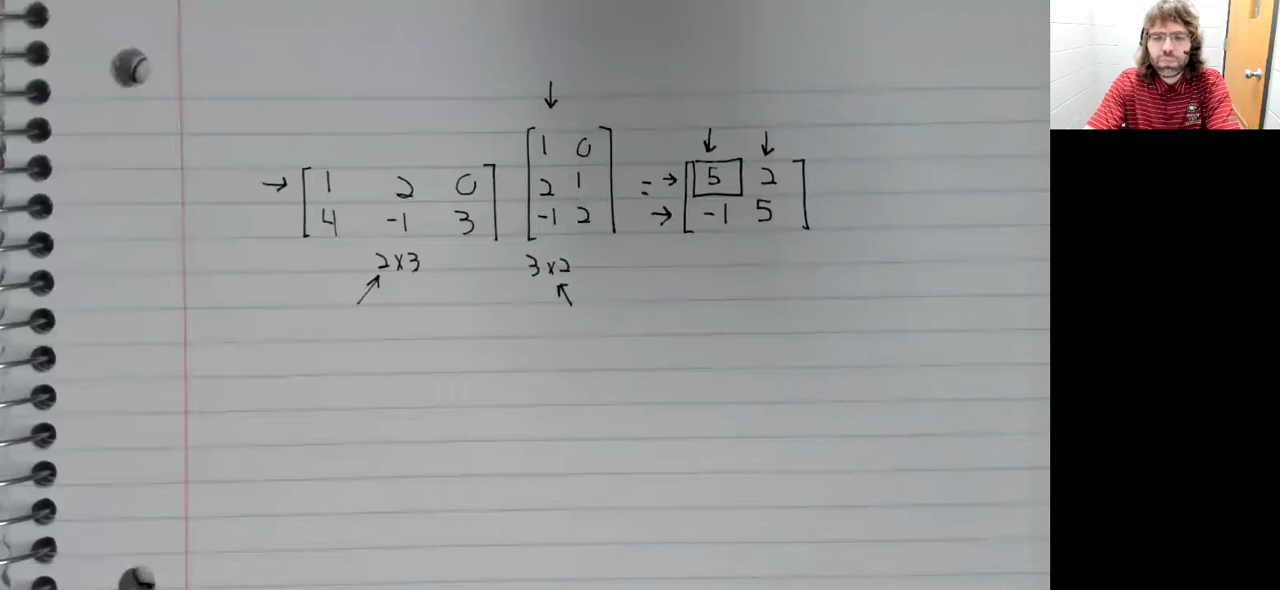 ↓
→ [1 2 0; 4 -1 3] [1 0; 2 1; -1 2] = → → [5 2; -1 5] ↓ ↓
2x3 3x2
↗ ↖